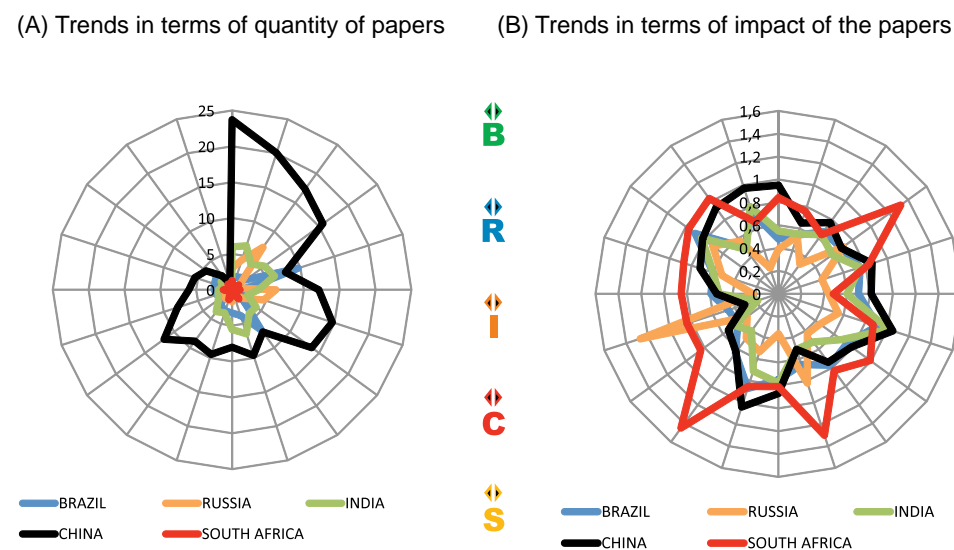 (A) Trends in terms of quantity of papers
(B) Trends in terms of impact of the papers
25
20
15
10
5
0
BRAZIL
RUSSIA
INDIA
CHINA
SOUTH AFRICA
B
R
I
C
S
1,6
1,4
1,2
1
0,8
0,6
0,4
0,2
0
BRAZIL
RUSSIA
INDIA
CHINA
SOUTH AFRICA